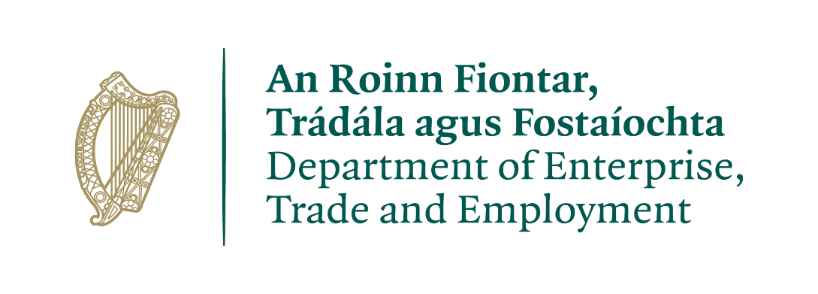 An Roinn Fiontar,
Trádála agus Fostaíochta
Department of Enterprise,
Trade and Employment